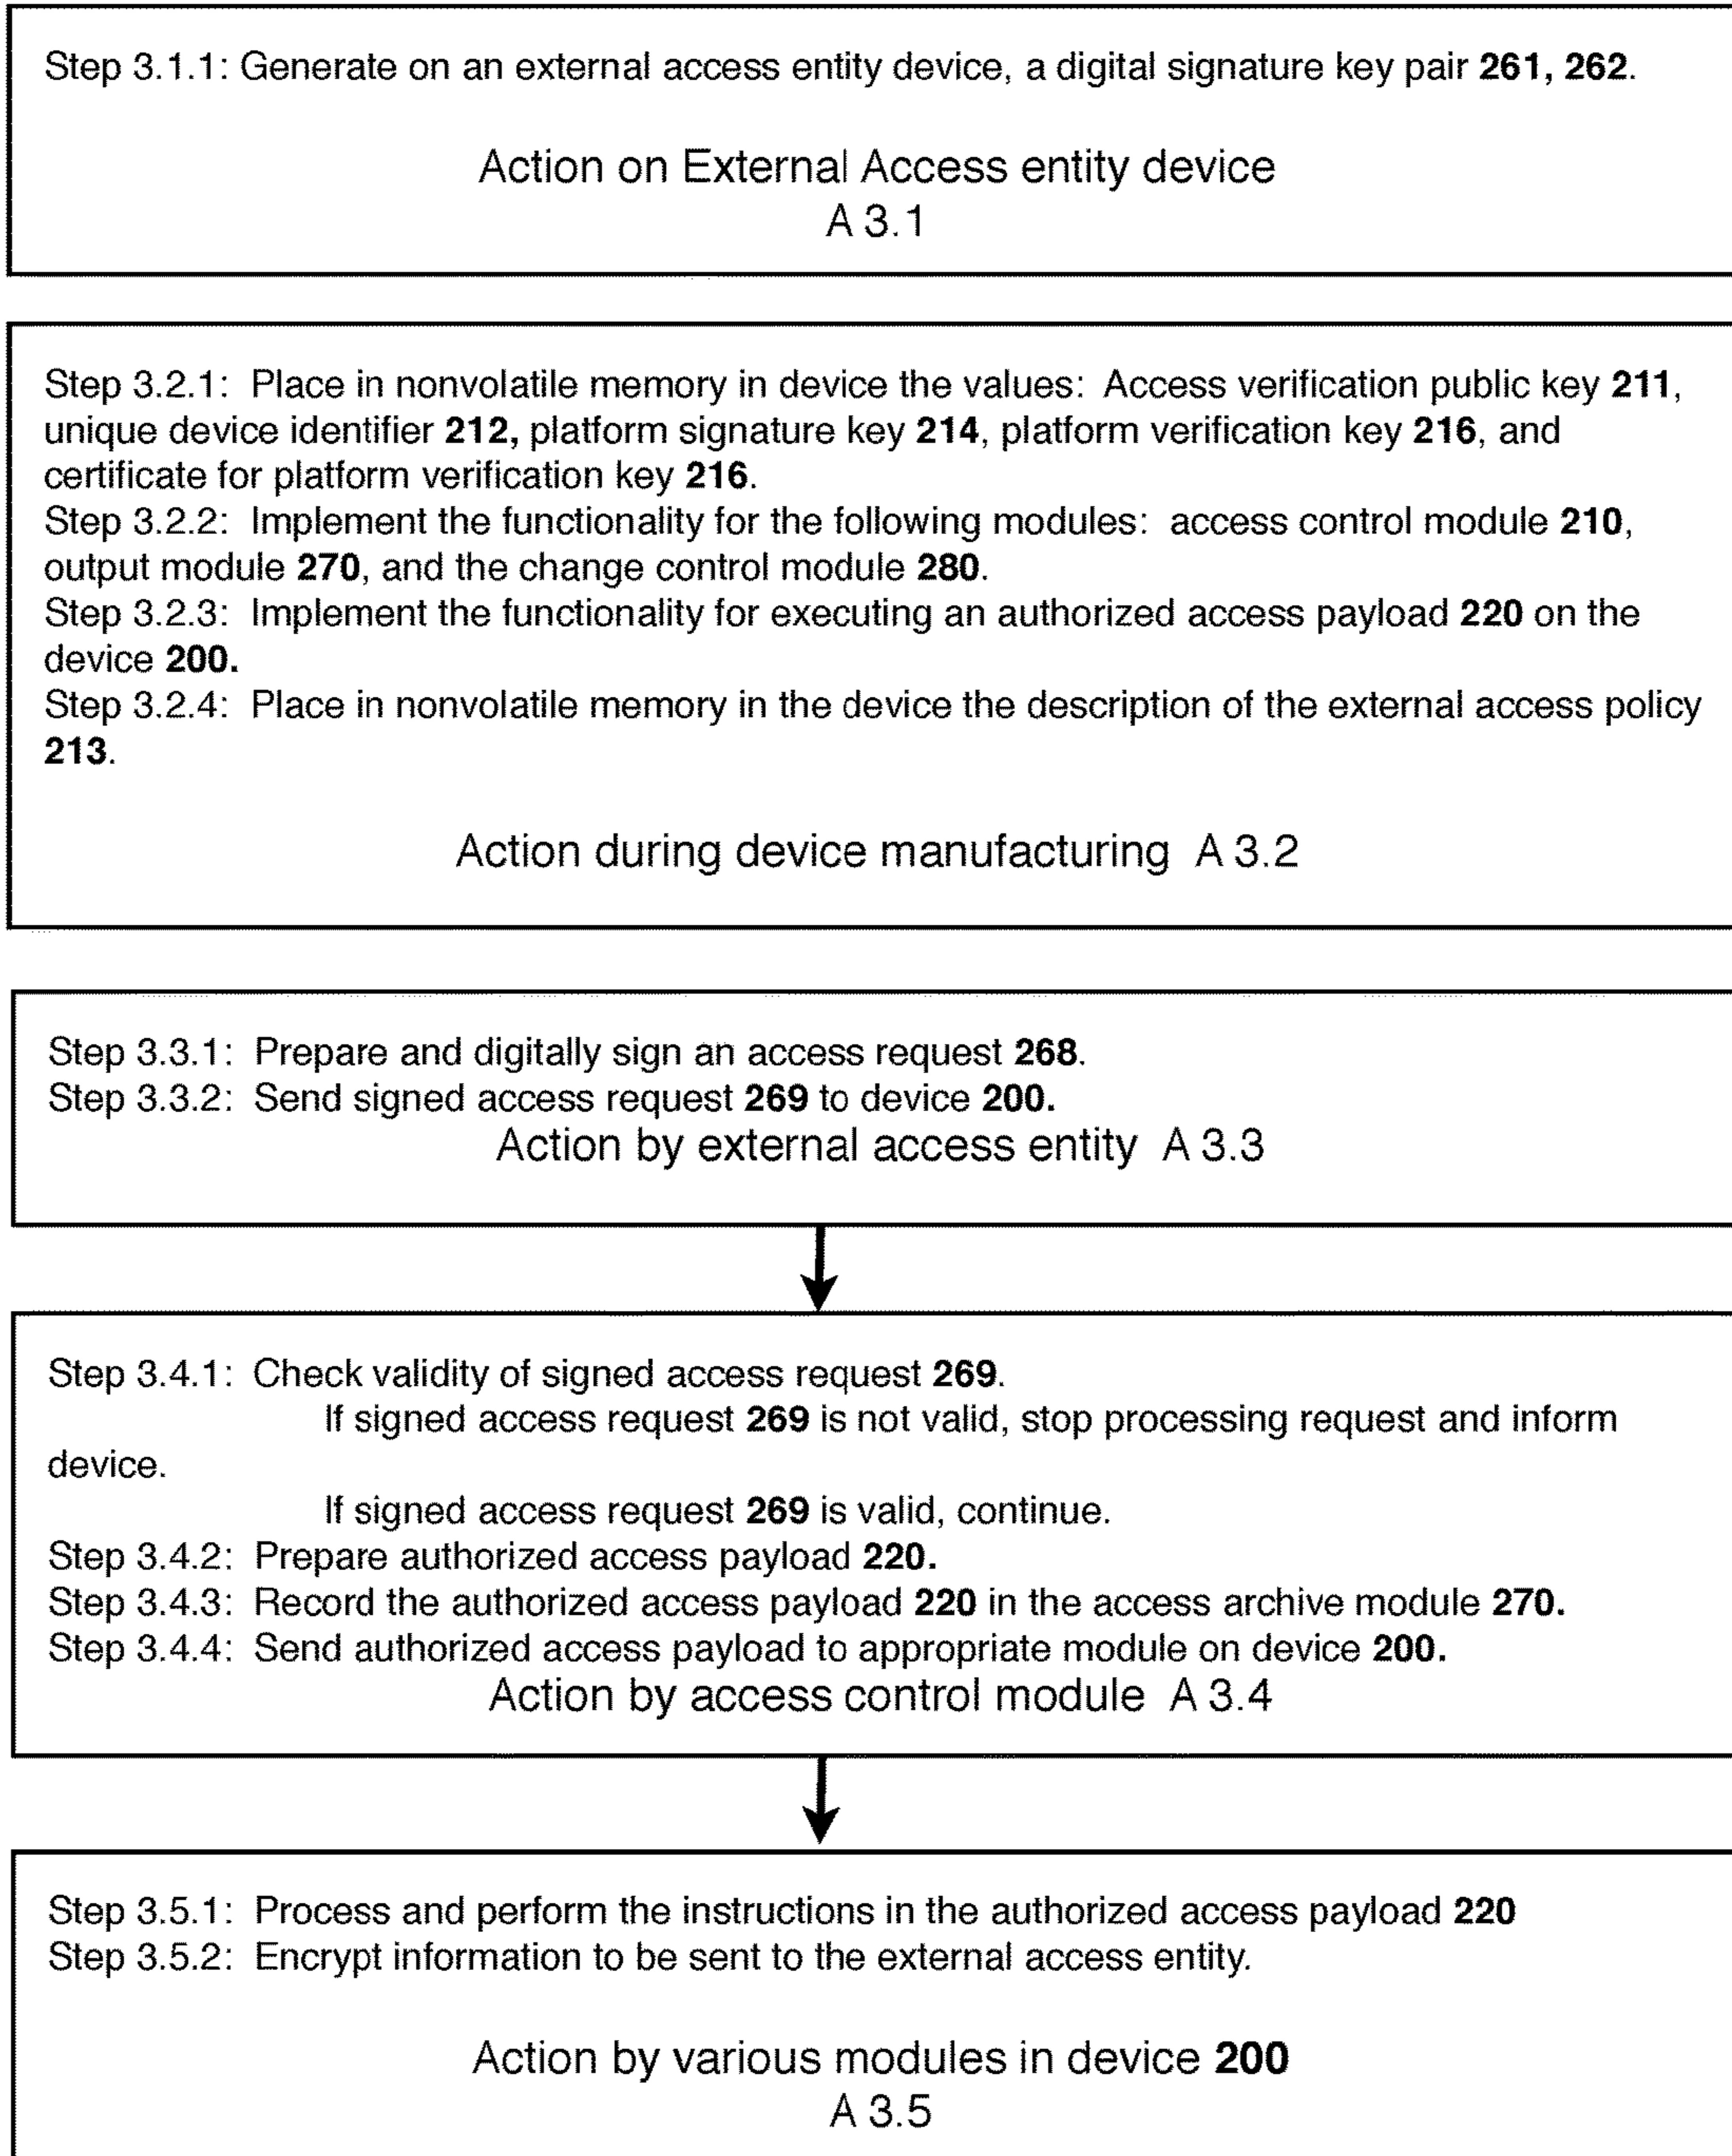 Step 3.1.1: Generate on an external access entity device, a digital signature key pair 261, 262.
Action on External Access entity device
A 3.1
Step 3.2.1: Place in nonvolatile memory in device the values: Access verification public key 211,
unique device identifier 212, platform signature key 214, platform verification key 216, and
certificate for platform verification key 216.
Step 3.2.2: Implement the functionality for the following modules: access control module 210,
output module 270, and the change control module 280.
Step 3.2.3: Implement the functionality for executing an authorized access payload 220 on the
device 200.
Step 3.2.4: Place in nonvolatile memory in the device the description of the external access policy
213.
Action during device manufacturing A 3.2
Step 3.3.1: Prepare and digitally sign an access request 268.
Step 3.3.2: Send signed access request 269 to device 200.
Action by external access entity A 3.3
Step 3.4.1: Check validity of signed access request 269.
If signed access request 269 is not valid, stop processing request and inform
device.
If signed access request 269 is valid, continue.
Step 3.4.2: Prepare authorized access payload 220.
Step 3.4.3: Record the authorized access payload 220 in the access archive module 270.
Step 3.4.4: Send authorized access payload to appropriate module on device 200.
Action by access control module A 3.4
Step 3.5.1: Process and perform the instructions in the authorized access payload 220
Step 3.5.2: Encrypt information to be sent to the external access entity.
Action by various modules in device 200
A 3.5